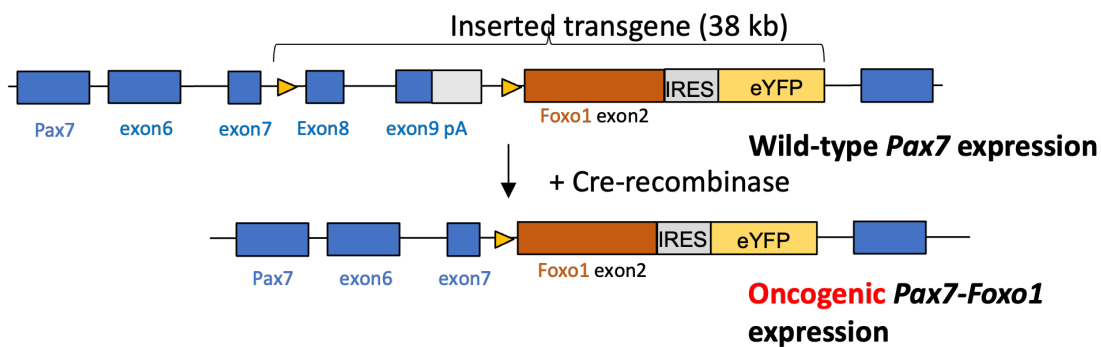 Inserted transgene (38 kb)
IRES eYFP
Pax7 exon6 exon7 Exon8 exon9 pA Foxo1 exon2
Wild-type Pax7 expression
+ Cre-recombinase
IRES eYFP
Pax7 exon6 exon7 Foxo1 exon2
Oncogenic Pax7-Foxo1
expression